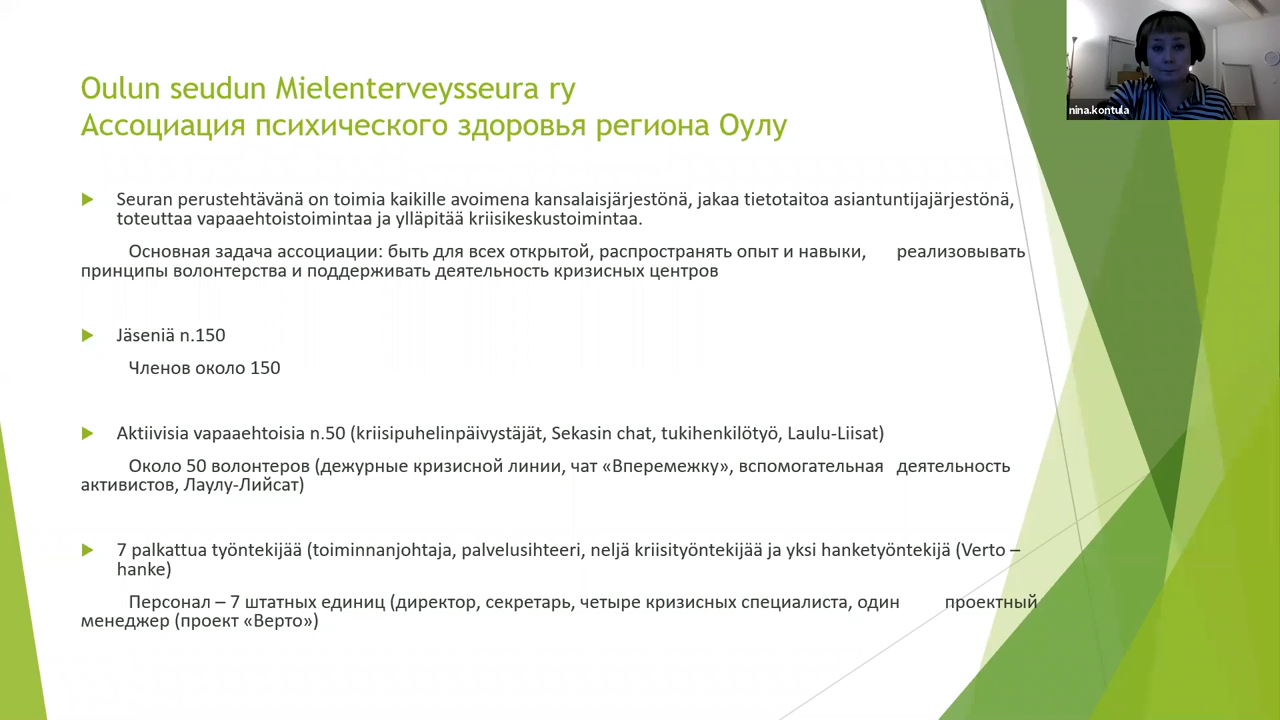 Oulun seudun Mielenterveysseura ry
Ассоциация психического здоровья региона Оулу
nina.kontula
Seuran perustehtävänä on toimia kaikille avoimena kansalaisjärjestönä, jakaa tietotaitoa asiantuntijajärjestönä,
toteuttaa vapaaehtoistoimintaa ja ylläpitää kriisikeskustoimintaa.
Основная задача ассоциации: быть для всех открытой, распространять опыт и навыки, реализовывать
принципы волонтерства и поддерживать деятельность кризисных центров
Jäseniä n.150
Членов около 150
Aktiivisia vapaaehtoisia n.50 (kriisipuhelinpäivystäjät, Sekasin chat, tukihenkilötyö, Laulu-Liisat)
Около 50 волонтеров (дежурные кризисной линии, чат «Вперемежку», вспомогательная деятельность
активистов, Лаулу-Лийсат)
7 palkattua työntekijää (toiminnanjohtaja, palvelusihteeri, neljä kriisityöntekijää ja yksi hanketyöntekijä (Verto –
hanke)
Персонал – 7 штатных единиц (директор, секретарь, четыре кризисных специалиста, один проектный
менеджер (проект «Верто»)